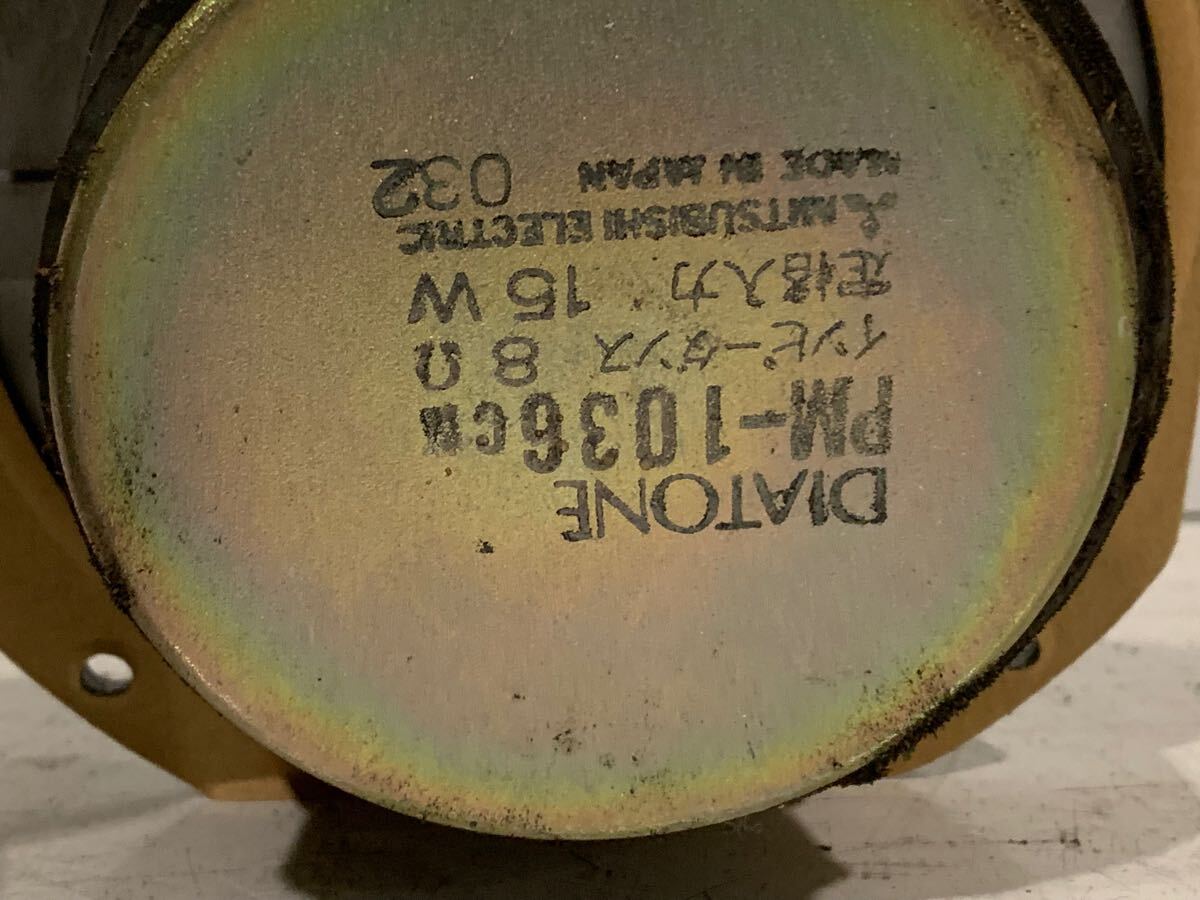 DIATONE
PM-1036CM
インピーダンス 8Ω
定格入力 15W
MITSUBISHI ELECTRIC
MADE IN JAPAN 032